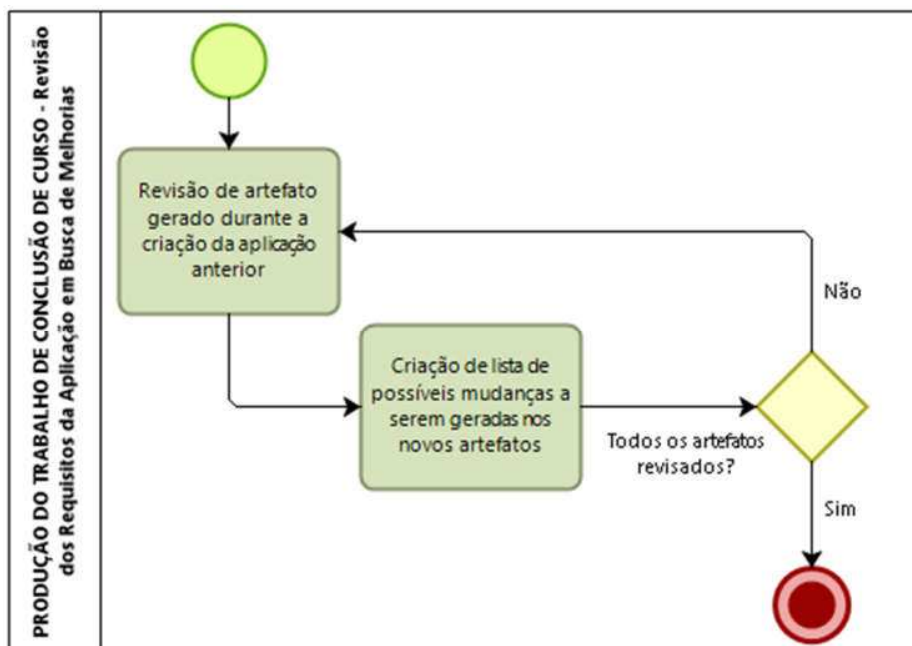 PRODUÇÃO DO TRABALHO DE CONCLUSÃO DE CURSO - Revisão
dos Requisitos da Aplicação em Busca de Melhorias
Revisão de artefato
gerado durante a
criação da aplicação
anterior
Criação de lista de
possíveis mudanças a
serem geradas nos
novos artefatos
Todos os artefatos
revisados?
Não
Sim